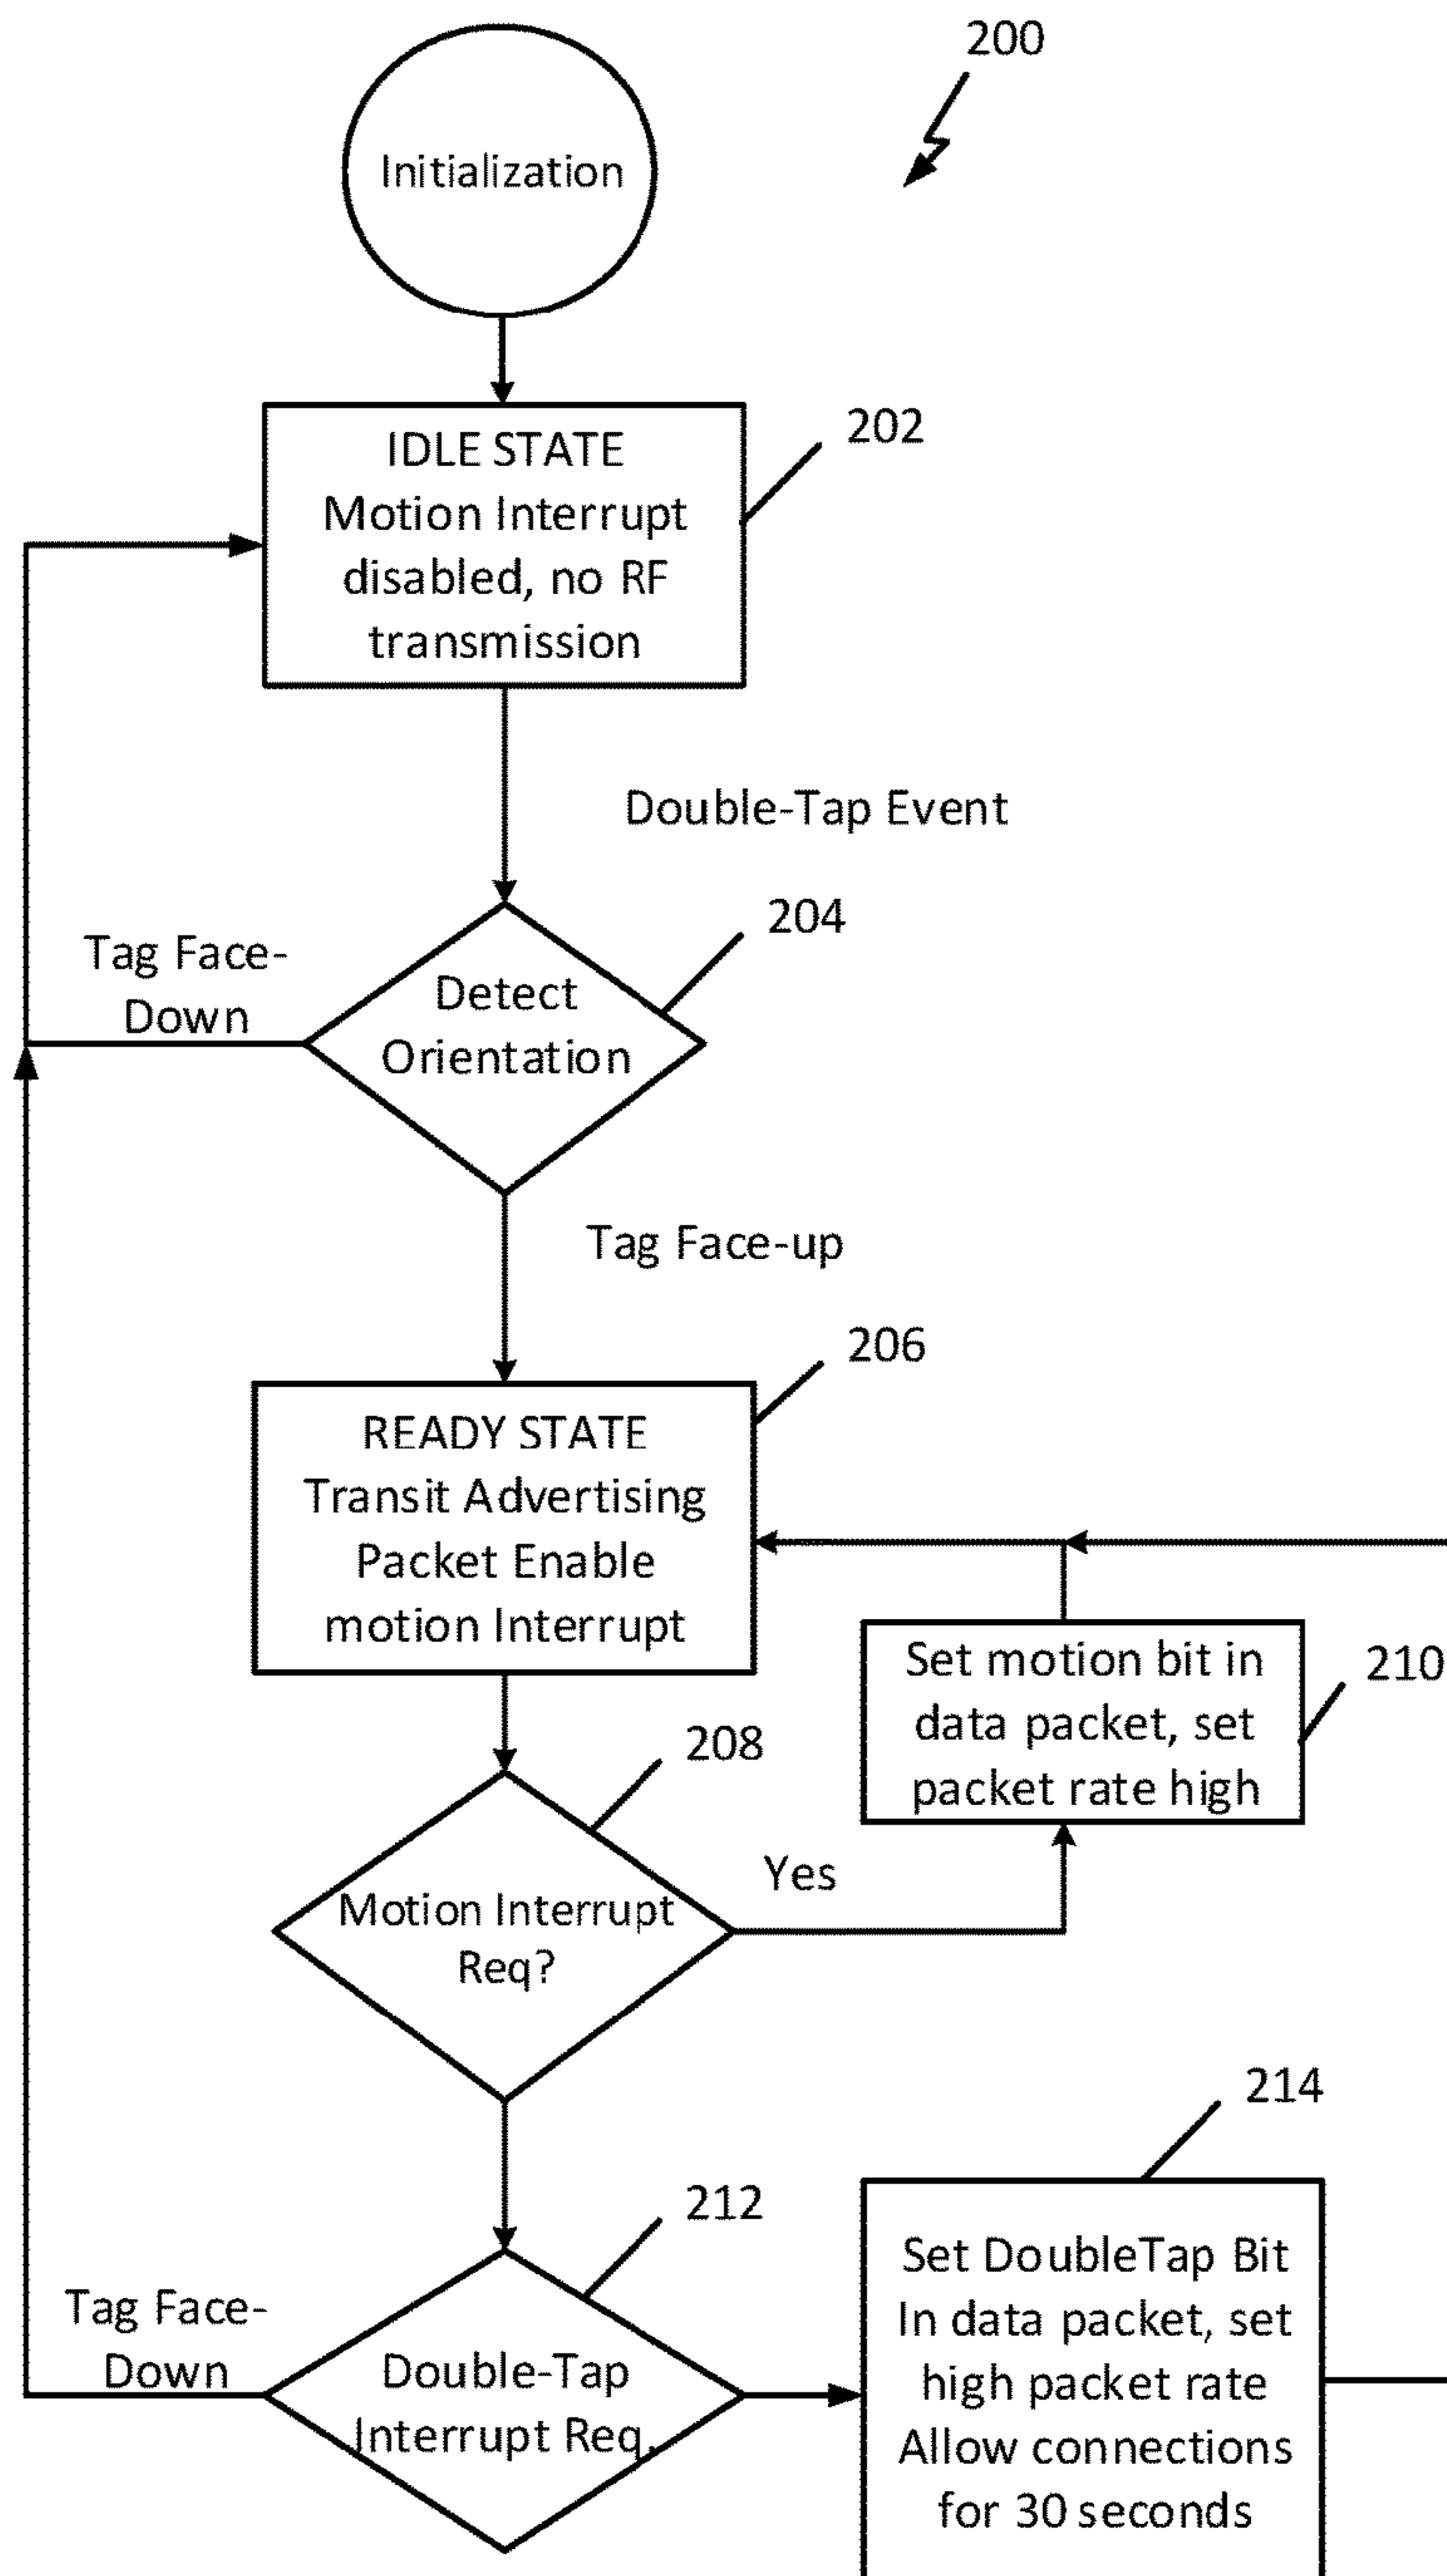 200
Initialization
202
IDLE STATE
Motion Interrupt
disabled, no RF
transmission
Double-Tap Event
204
Tag Face-
Down
Detect
Orientation
Tag Face-up
206
READY STATE
Transit Advertising
Packet Enable
motion Interrupt
Set motion bit in
data packet, set
packet rate high
210
208
Yes
Motion Interrupt
Req?
214
212
Tag Face-
Down
Double-Tap
Interrupt Req.
Set DoubleTap Bit
In data packet, set
high packet rate
Allow connections
for 30 seconds